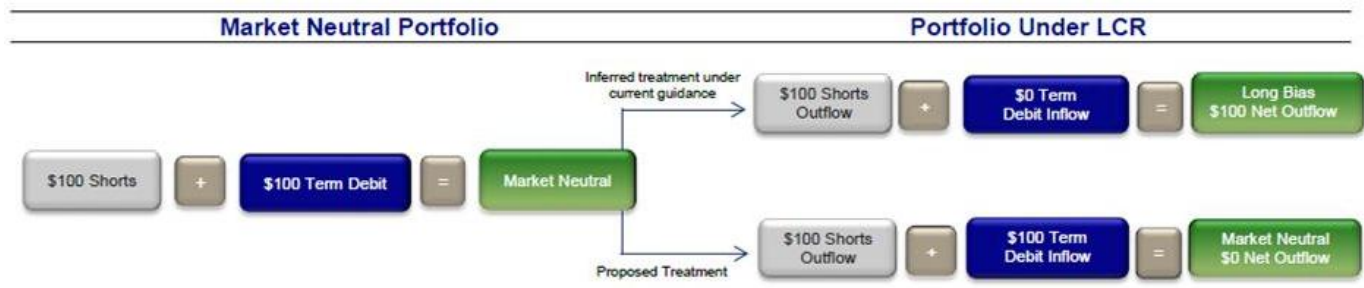 Market Neutral Portfolio
Portfolio Under LCR
Inferred treatment under
current guidance
$100 Shorts
Outflow
+
$0 Term
Debit Inflow
=
Long Bias
$100 Net Outflow
$100 Shorts
+
$100 Term Debit
=
Market Neutral
Proposed Treatment
$100 Shorts
Outflow
+
$100 Term
Debit Inflow
=
Market Neutral
$0 Net Outflow